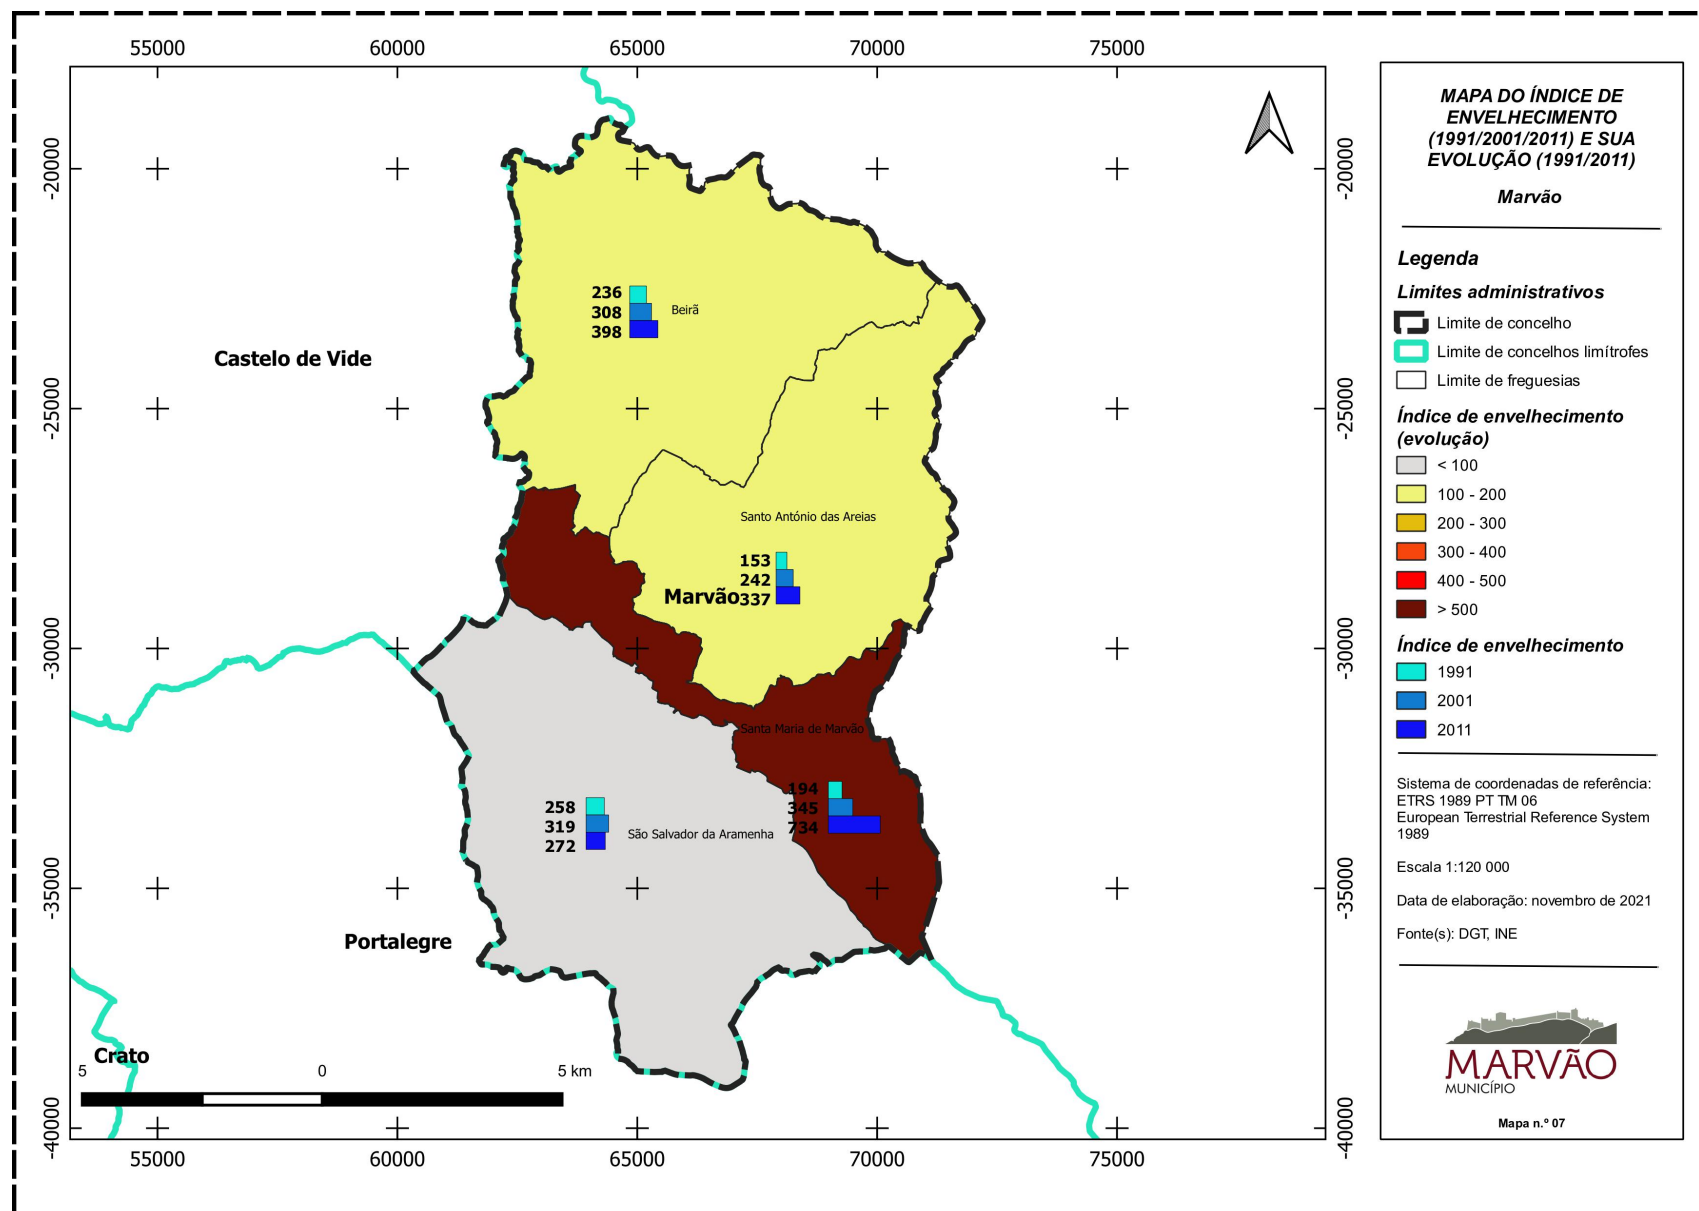 55000
60000
65000
70000
75000
-20000
-20000
-25000
-25000
-30000
-30000
-35000
-35000
-40000
-40000
236
308
398
Beirã
Castelo de Vide
Santo António das Areias
153
242
337
Marvão
Santa Maria de Marvão
194
345
734
258
319
272
São Salvador da Aramenha
Portalegre
Crato
5
0
5 km
55000
60000
65000
70000
75000
MAPA DO ÍNDICE DE
ENVELHECIMENTO
(1991/2001/2011) E SUA
EVOLUÇÃO (1991/2011)
Marvão
Legenda
Limites administrativos
Limite de concelho
Limite de concelhos limítrofes
Limite de freguesias
Índice de envelhecimento
(evolução)
< 100
100 - 200
200 - 300
300 - 400
400 - 500
> 500
Índice de envelhecimento
1991
2001
2011
Sistema de coordenadas de referência:
ETRS 1989 PT TM 06
European Terrestrial Reference System
1989
Escala 1:120 000
Data de elaboração: novembro de 2021
Fonte(s): DGT, INE
MARVÃO
MUNICÍPIO
Mapa n.º 07